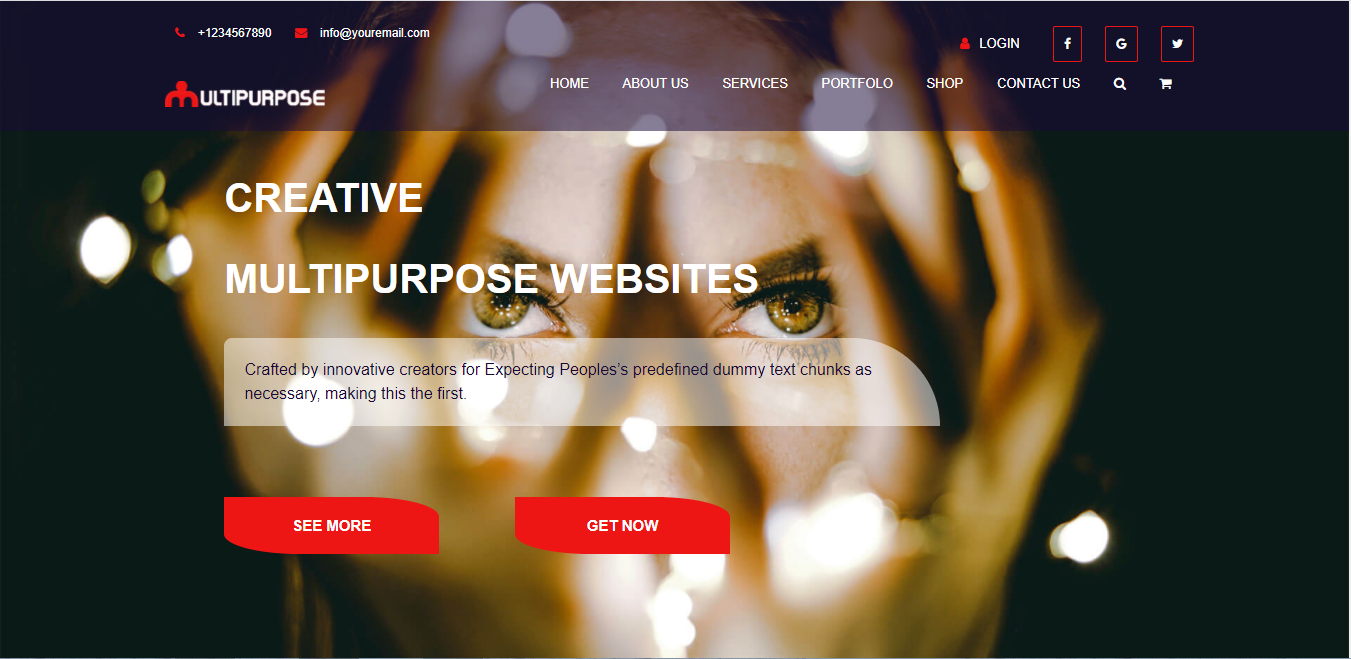 +1234567890 info@youremail.com
LOGIN
MULTIPURPOSE
HOME ABOUT US SERVICES PORTFOLO SHOP CONTACT US
CREATIVE
MULTIPURPOSE WEBSITES
Crafted by innovative creators for Expecting Peoples’s predefined dummy text chunks as
necessary, making this the first.
SEE MORE GET NOW